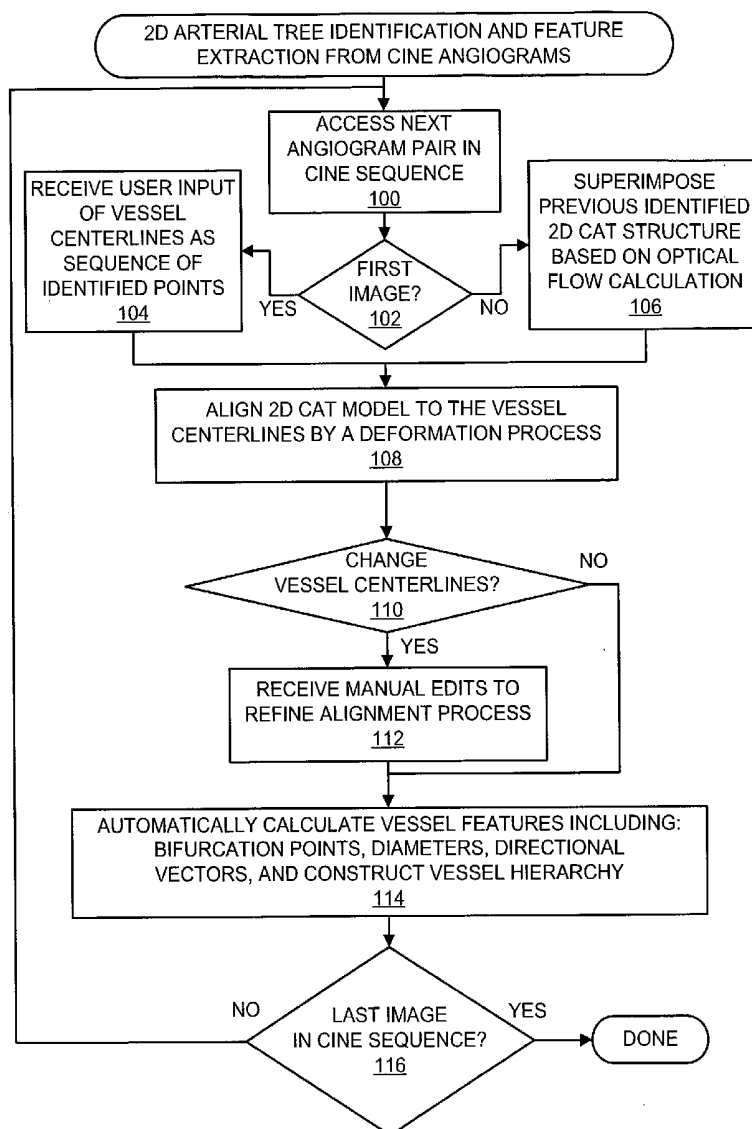 2D ARTERIAL TREE IDENTIFICATION AND FEATURE
EXTRACTION FROM CINE ANGIOGRAMS
ACCESS NEXT
ANGIOGRAM PAIR IN
CINE SEQUENCE
100
RECEIVE USER INPUT
OF VESSEL
CENTERLINES AS
SEQUENCE OF
IDENTIFIED POINTS
104
FIRST
IMAGE?
102
YES
NO
SUPERIMPOSE
PREVIOUS IDENTIFIED
2D CAT STRUCTURE
BASED ON OPTICAL
FLOW CALCULATION
106
ALIGN 2D CAT MODEL TO THE VESSEL
CENTERLINES BY A DEFORMATION PROCESS
108
CHANGE
VESSEL CENTERLINES?
110
NO
YES
RECEIVE MANUAL EDITS TO
REFINE ALIGNMENT PROCESS
112
AUTOMATICALLY CALCULATE VESSEL FEATURES INCLUDING:
BIFURCATION POINTS, DIAMETERS, DIRECTIONAL
VECTORS, AND CONSTRUCT VESSEL HIERARCHY
114
NO
LAST IMAGE
IN CINE SEQUENCE?
116
YES
DONE